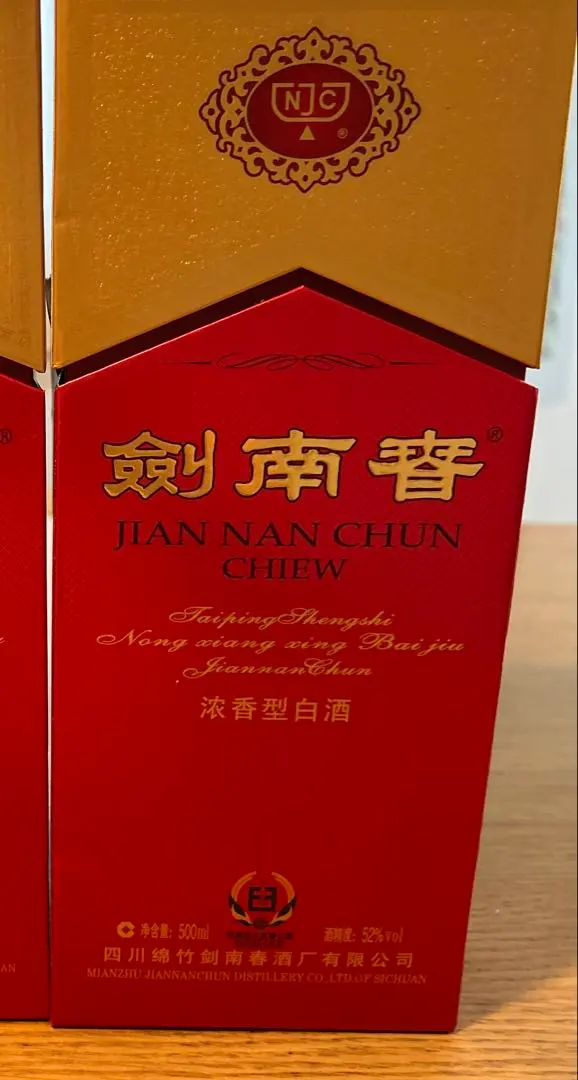 NJC
®
劍南春®
JIAN NAN CHUN
CHIEW
TaipingShengshi
Nong xiang xing Bai jiu
JiannanChun
浓香型白酒
净含量: 500ml 酒精度: 52%vol
四川绵竹剑南春酒厂有限公司
MIANZHU JIANNANCHUN DISTILLERY CO.,LTD.OF SICHUAN
®
AN